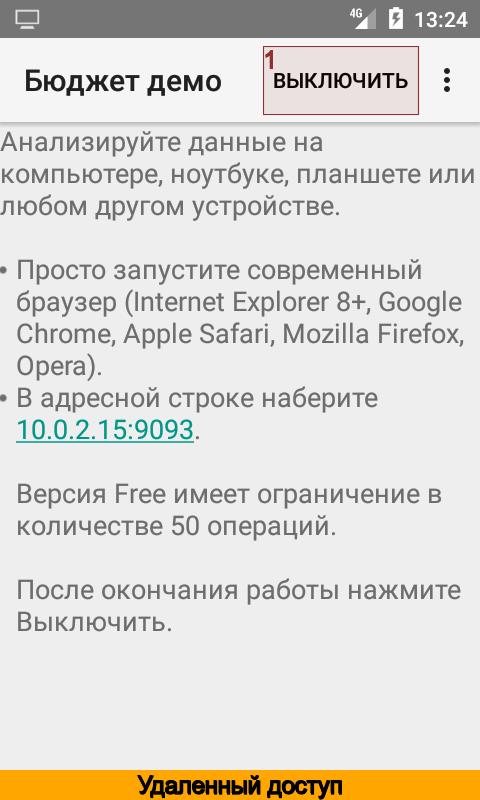 4G 13:24
Бюджет демо
1
ВЫКЛЮЧИТЬ
Анализируйте данные на
компьютере, ноутбуке, планшете или
любом другом устройстве.
• Просто запустите современный
браузер (Internet Explorer 8+, Google
Chrome, Apple Safari, Mozilla Firefox,
Opera).
• В адресной строке наберите
10.0.2.15:9093.
Версия Free имеет ограничение в
количестве 50 операций.
После окончания работы нажмите
Выключить.
Удаленный доступ